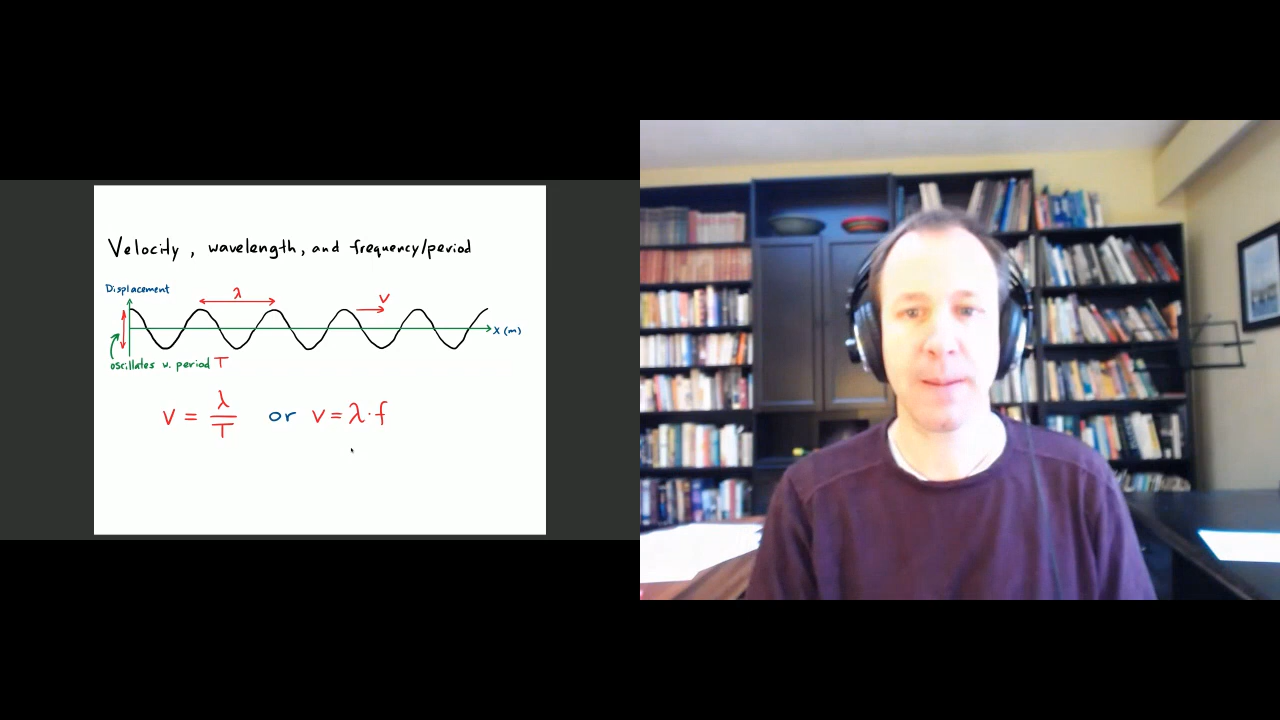 Velocity, wavelength, and frequency/period
Displacement
λ
v
x (m)
oscillates w. period T
v = λ/T or v = λ·f